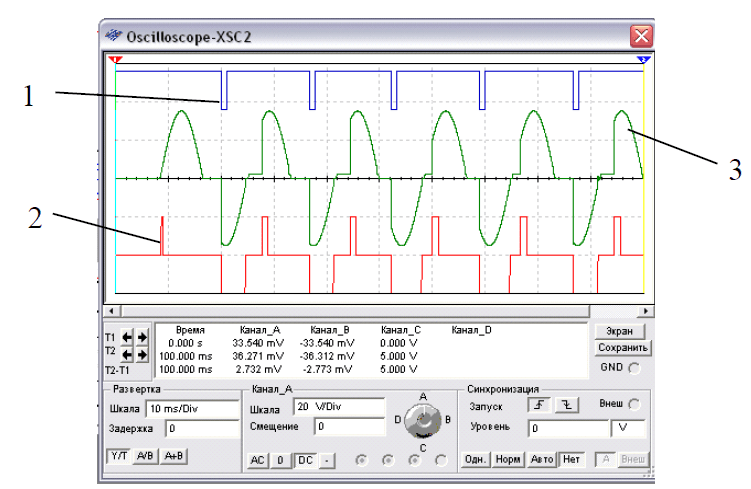 Oscilloscope-XSC2
1
3
2
Время Канал_A Канал_B Канал_C Канал_D
T1 0.000 s 33.540 mV -33.540 mV 0.000 V
T2 100.000 ms 36.271 mV -36.312 mV 5.000 V
T2-T1 100.000 ms 2.732 mV -2.773 mV 5.000 V
Экран
Сохранить
GND
Развертка
Шкала 10 ms/Div
Задержка 0
Y/T A/B A+B
Канал_A
Шкала 20 V/Div
Смещение 0
AC 0 DC -
A
D B
C
Синхронизация
Запуск Внеш
Уровень 0 V
Одн. Норм Авто Нет A Внеш